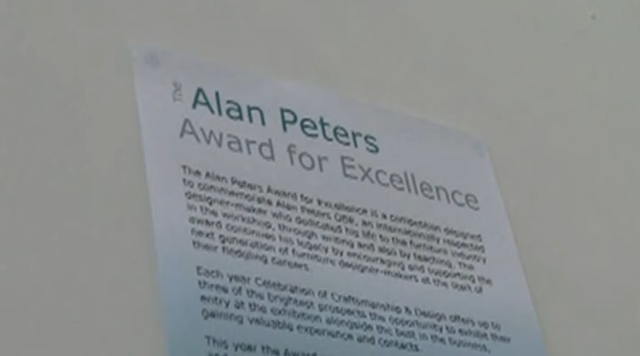 The Alan Peters
Award for Excellence
The Alan Peters Award for Excellence is a competition designed
to commemorate Alan Peters OBE, an internationally respected
designer-maker who dedicated his life to the furniture industry
in the workshop, through writing and also by teaching. The
award continues his legacy by encouraging and supporting the
next generation of furniture designer-makers at the start of
their fledgling careers.
Each year Celebration of Craftsmanship & Design offers up to
three of the brightest prospects the opportunity to exhibit their
entry at the exhibition alongside the best in the business,
gaining valuable experience and contacts.
This year the Award